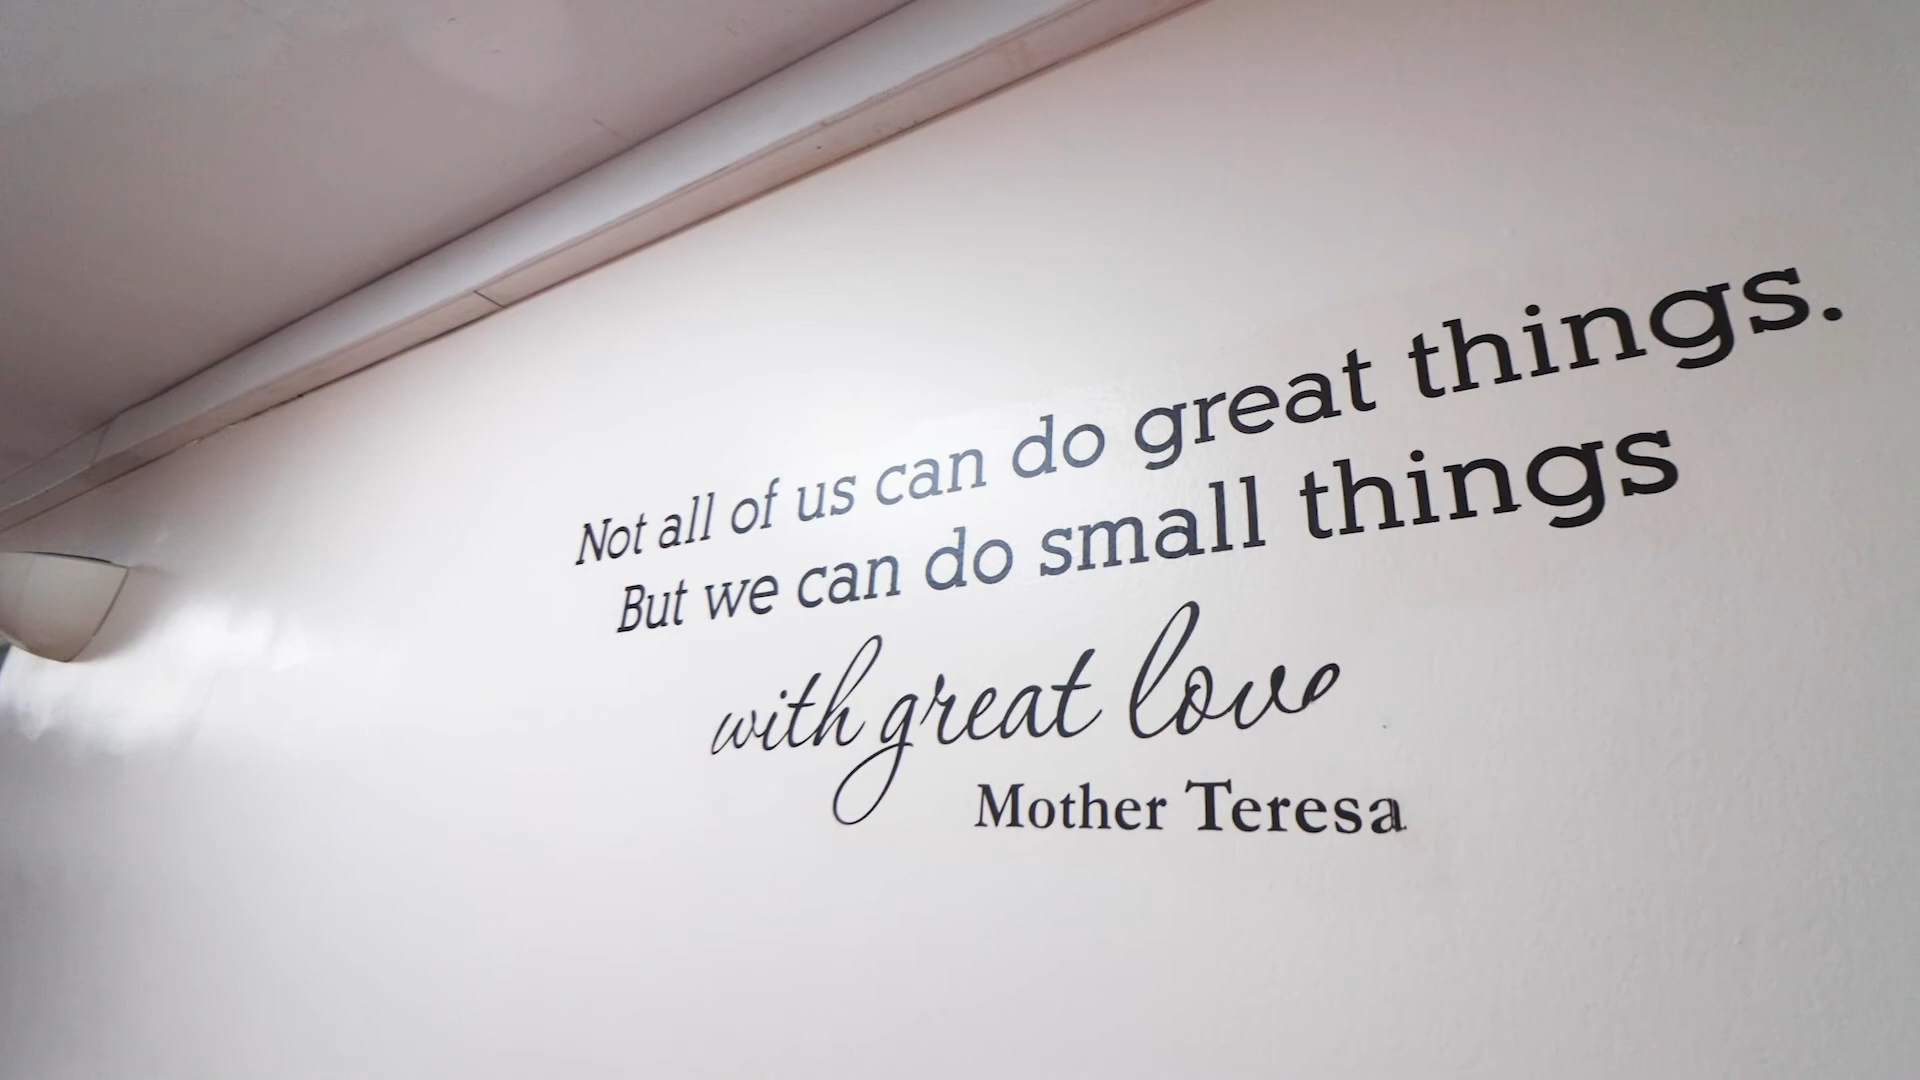 Not all of us can do great things.
But we can do small things
with great love
Mother Teresa